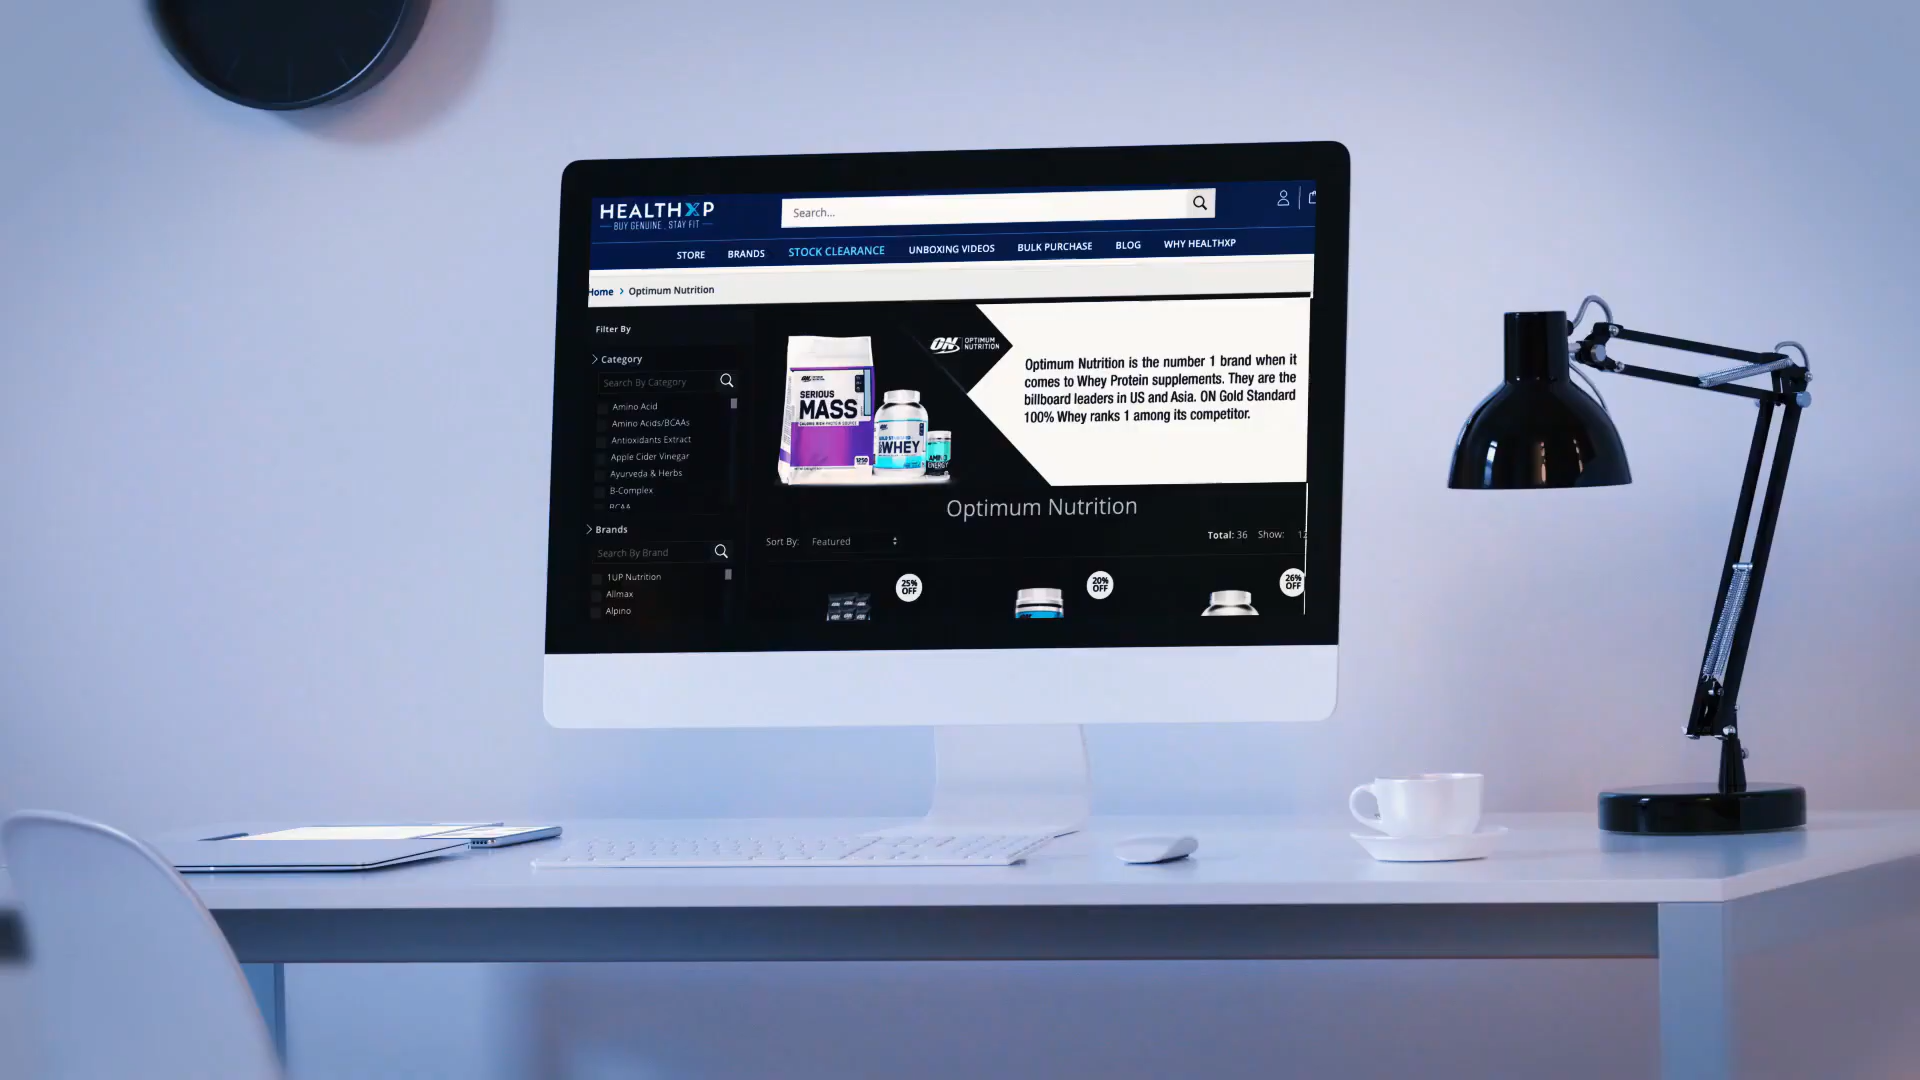 HEALTHXP
BUY GENUINE . STAY FIT
Search...
STORE BRANDS STOCK CLEARANCE UNBOXING VIDEOS BULK PURCHASE BLOG WHY HEALTHXP
Home > Optimum Nutrition
Filter By
Category
Search By Category
Amino Acid
Amino Acids/BCAAs
Antioxidants Extract
Apple Cider Vinegar
Ayurveda & Herbs
B-Complex
BCAA
Brands
Search By Brand
1UP Nutrition
Allmax
Alpino
SERIOUS
MASS
WHEY
ENERGY
ON OPTIMUM
NUTRITION
Optimum Nutrition is the number 1 brand when it
comes to Whey Protein supplements. They are the
billboard leaders in US and Asia. ON Gold Standard
100% Whey ranks 1 among its competitor.
Optimum Nutrition
Sort By: Featured
Total: 36 Show: 12
25%
OFF
20%
OFF
26%
OFF